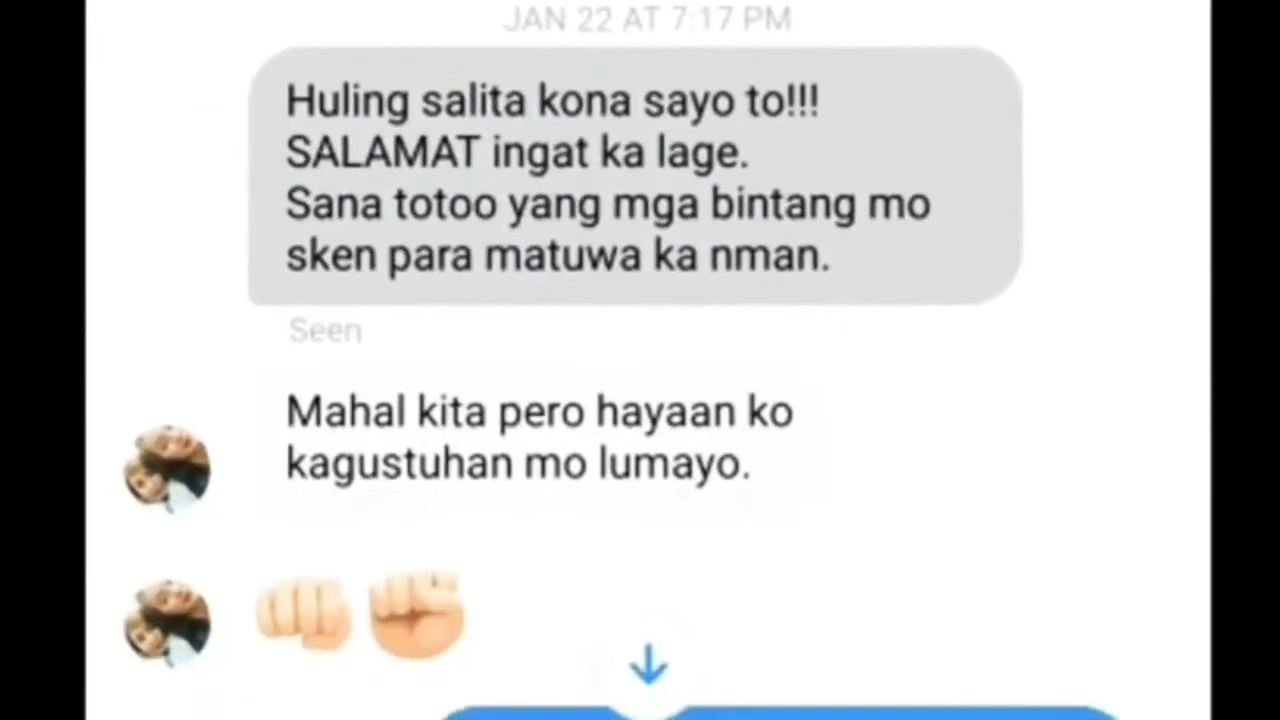 JAN 22 AT 7:17 PM
Huling salita kona sayo to!!!
SALAMAT ingat ka lage.
Sana totoo yang mga bintang mo
sken para matuwa ka nman.
Seen
Mahal kita pero hayaan ko
kagustuhan mo lumayo.